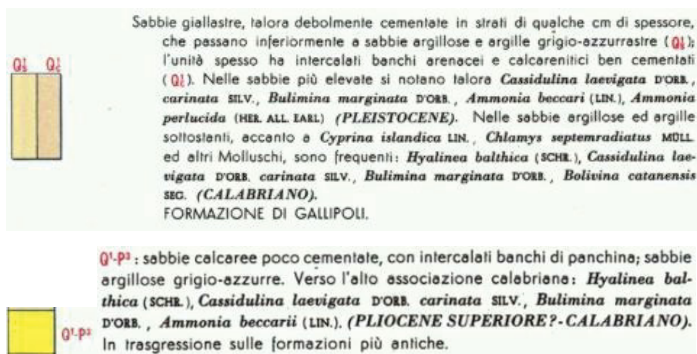 Sabbie giallastre, talora debolmente cementate in strati di qualche cm di spessore,
che passano inferiormente a sabbie argillose e argille grigio-azzurrastre (Q¹₃);
l'unità spesso ha intercalati banchi arenacei e calcarenitici ben cementati
(Q¹₂). Nelle sabbie più elevate si notano talora Cassidulina laevigata D'ORB.,
carinata SILV., Bulimina marginata D'ORB., Ammonia beccari (LIN.), Ammonia
perlucida (HER. ALL. EARL) (PLEISTOCENE). Nelle sabbie argillose ed argille
sottostanti, accanto a Cyprina islandica LIN., Chlamys septemradiatus MÜLL.
ed altri Molluschi, sono frequenti: Hyalinea balthica (SCHR.), Cassidulina lae-
vigata D'ORB. carinata SILV., Bulimina marginata D'ORB., Bolivina catanensis
SEG. (CALABRIANO).
FORMAZIONE DI GALLIPOLI.
Q¹-P³ : sabbie calcaree poco cementate, con intercalati banchi di panchina; sabbie
argillose grigio-azzurre. Verso l'alto associazione calabriana: Hyalinea bal-
thica (SCHR.), Cassidulina laevigata D'ORB. carinata SILV., Bulimina marginata
D'ORB., Ammonia beccarii (LIN.). (PLIOCENE SUPERIORE?-CALABRIANO).
Q¹-P³ In trasgressione sulle formazioni più antiche.